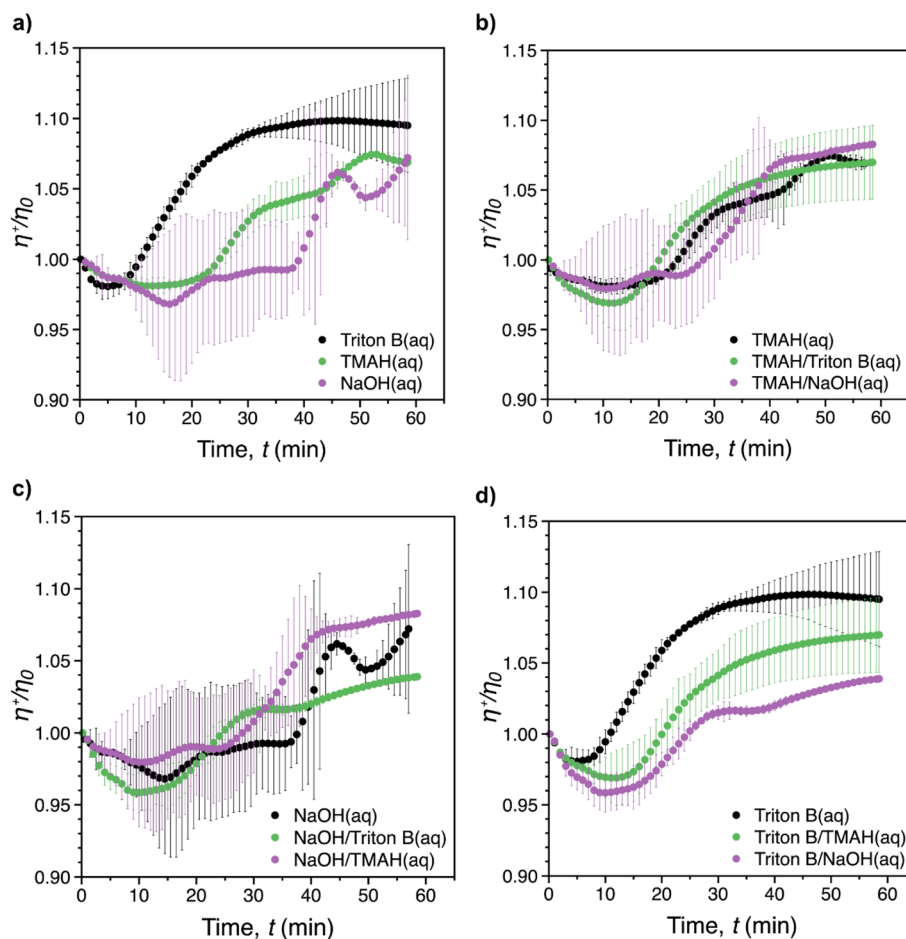 a)
η⁺/η₀
1.15
1.10
1.05
1.00
0.95
0.90
0 10 20 30 40 50 60
Time, t (min)
Triton B(aq)
TMAH(aq)
NaOH(aq)
b)
η⁺/η₀
1.15
1.10
1.05
1.00
0.95
0.90
0 10 20 30 40 50 60
Time, t (min)
TMAH(aq)
TMAH/Triton B(aq)
TMAH/NaOH(aq)
c)
η⁺/η₀
1.15
1.10
1.05
1.00
0.95
0.90
0 10 20 30 40 50 60
Time, t (min)
NaOH(aq)
NaOH/Triton B(aq)
NaOH/TMAH(aq)
d)
η⁺/η₀
1.15
1.10
1.05
1.00
0.95
0.90
0 10 20 30 40 50 60
Time, t (min)
Triton B(aq)
Triton B/TMAH(aq)
Triton B/NaOH(aq)